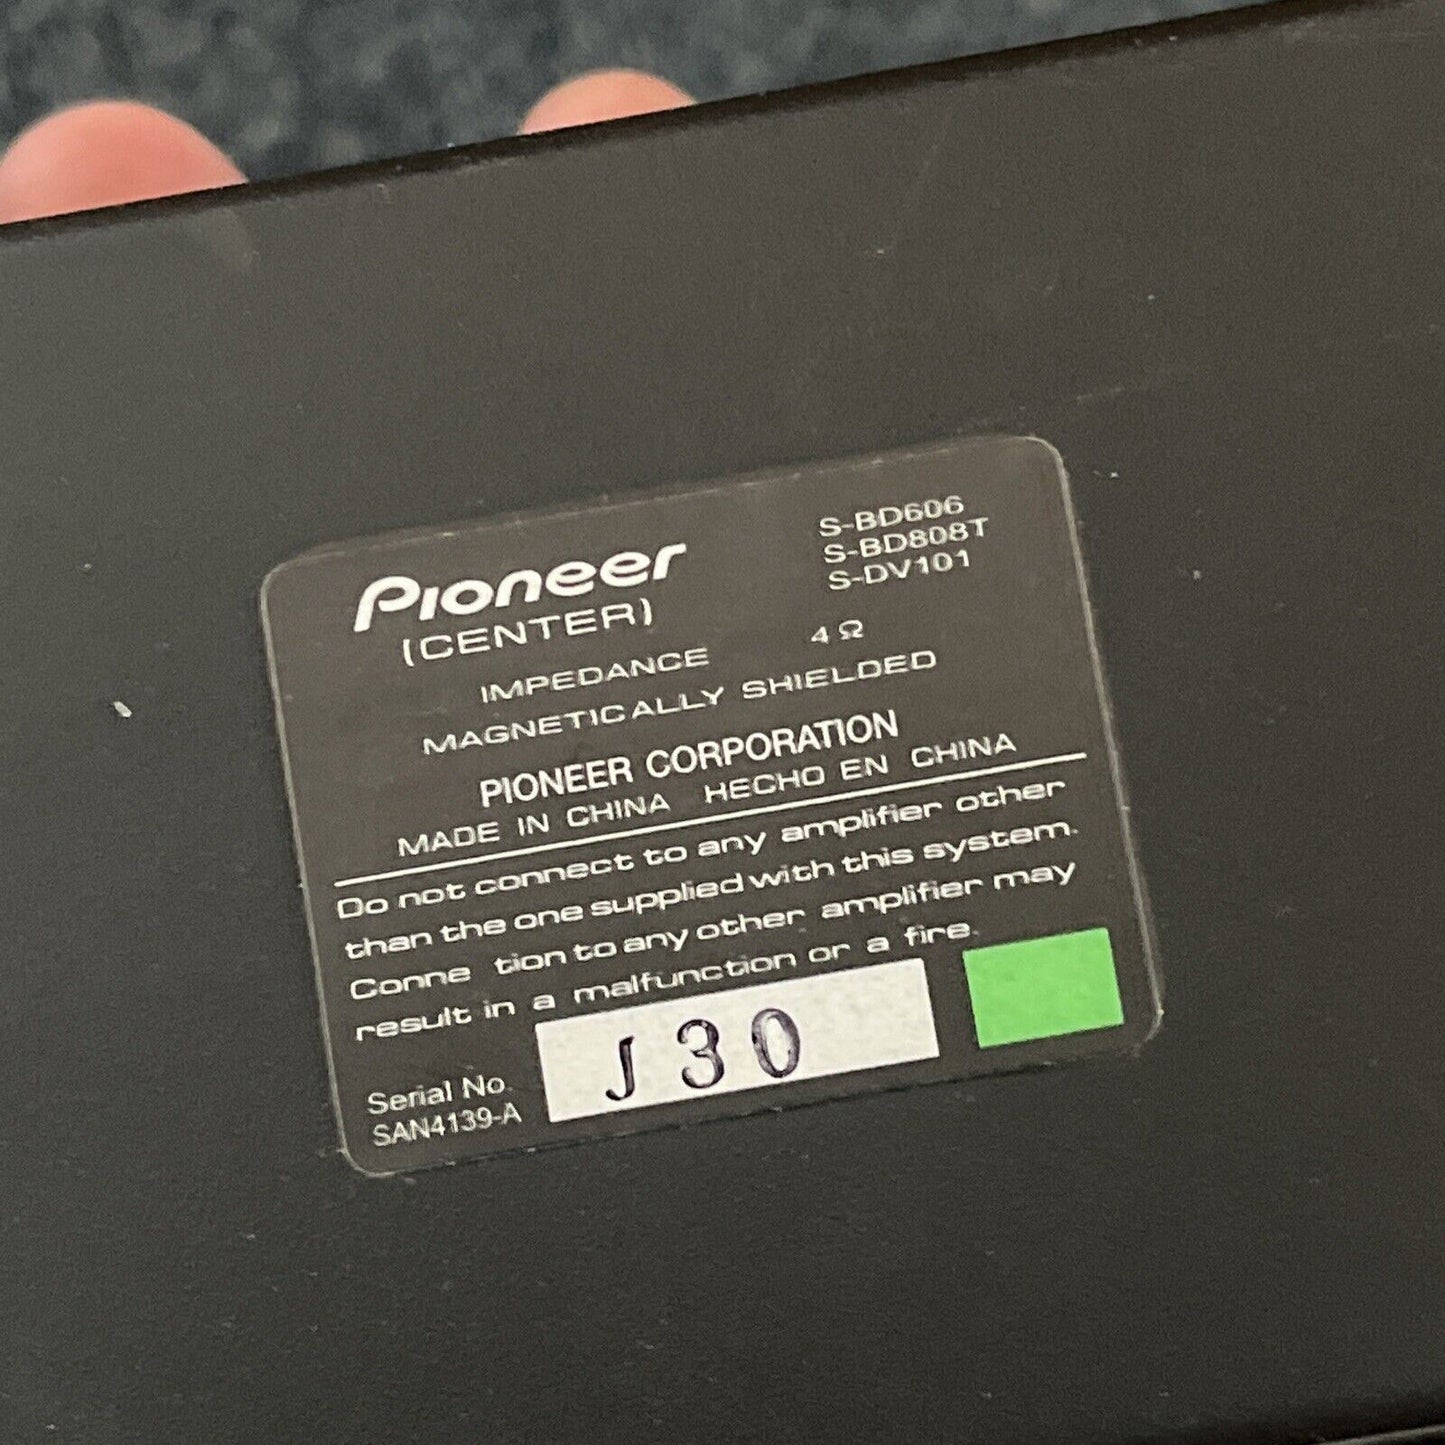 Pioneer
(CENTER)
S-BD606
S-BD808T
S-DV101
IMPEDANCE 4 Ω
MAGNETICALLY SHIELDED
PIONEER CORPORATION
MADE IN CHINA HECHO EN CHINA
Do not connect to any amplifier other
than the one supplied with this system.
Conne tion to any other amplifier may
result in a malfunction or a fire.
Serial No.
SAN4139-A
J30